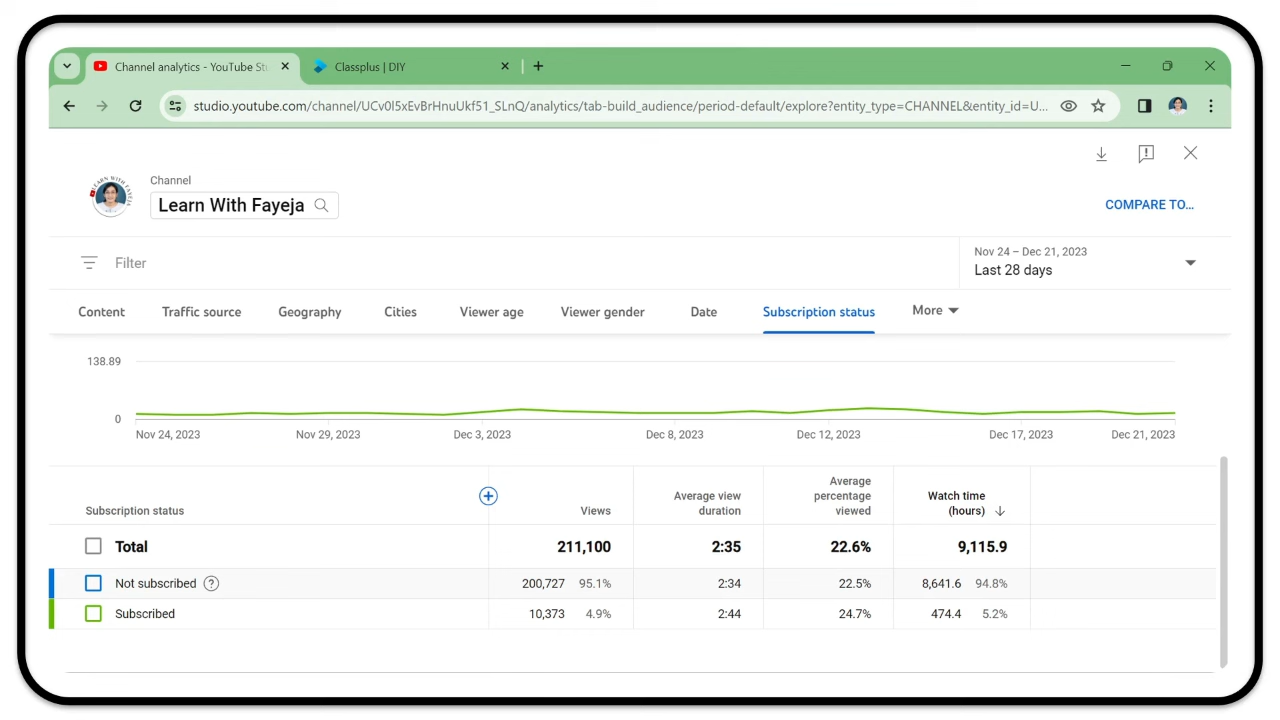 Channel analytics - YouTube Stu
Classplus | DIY
studio.youtube.com/channel/UCv0I5xEvBrHnuUkf51_SLnQ/analytics/tab-build_audience/period-default/explore?entity_type=CHANNEL&entity_id=U...
LEARN WITH FAYEJA
Channel
Learn With Fayeja
COMPARE TO...
Filter
Nov 24 – Dec 21, 2023
Last 28 days
Content Traffic source Geography Cities Viewer age Viewer gender Date Subscription status More
138.89
0
Nov 24, 2023 Nov 29, 2023 Dec 3, 2023 Dec 8, 2023 Dec 12, 2023 Dec 17, 2023 Dec 21, 2023
Subscription status Views Average view duration Average percentage viewed Watch time (hours)
Total 211,100 2:35 22.6% 9,115.9
Not subscribed 200,727 95.1% 2:34 22.5% 8,641.6 94.8%
Subscribed 10,373 4.9% 2:44 24.7% 474.4 5.2%